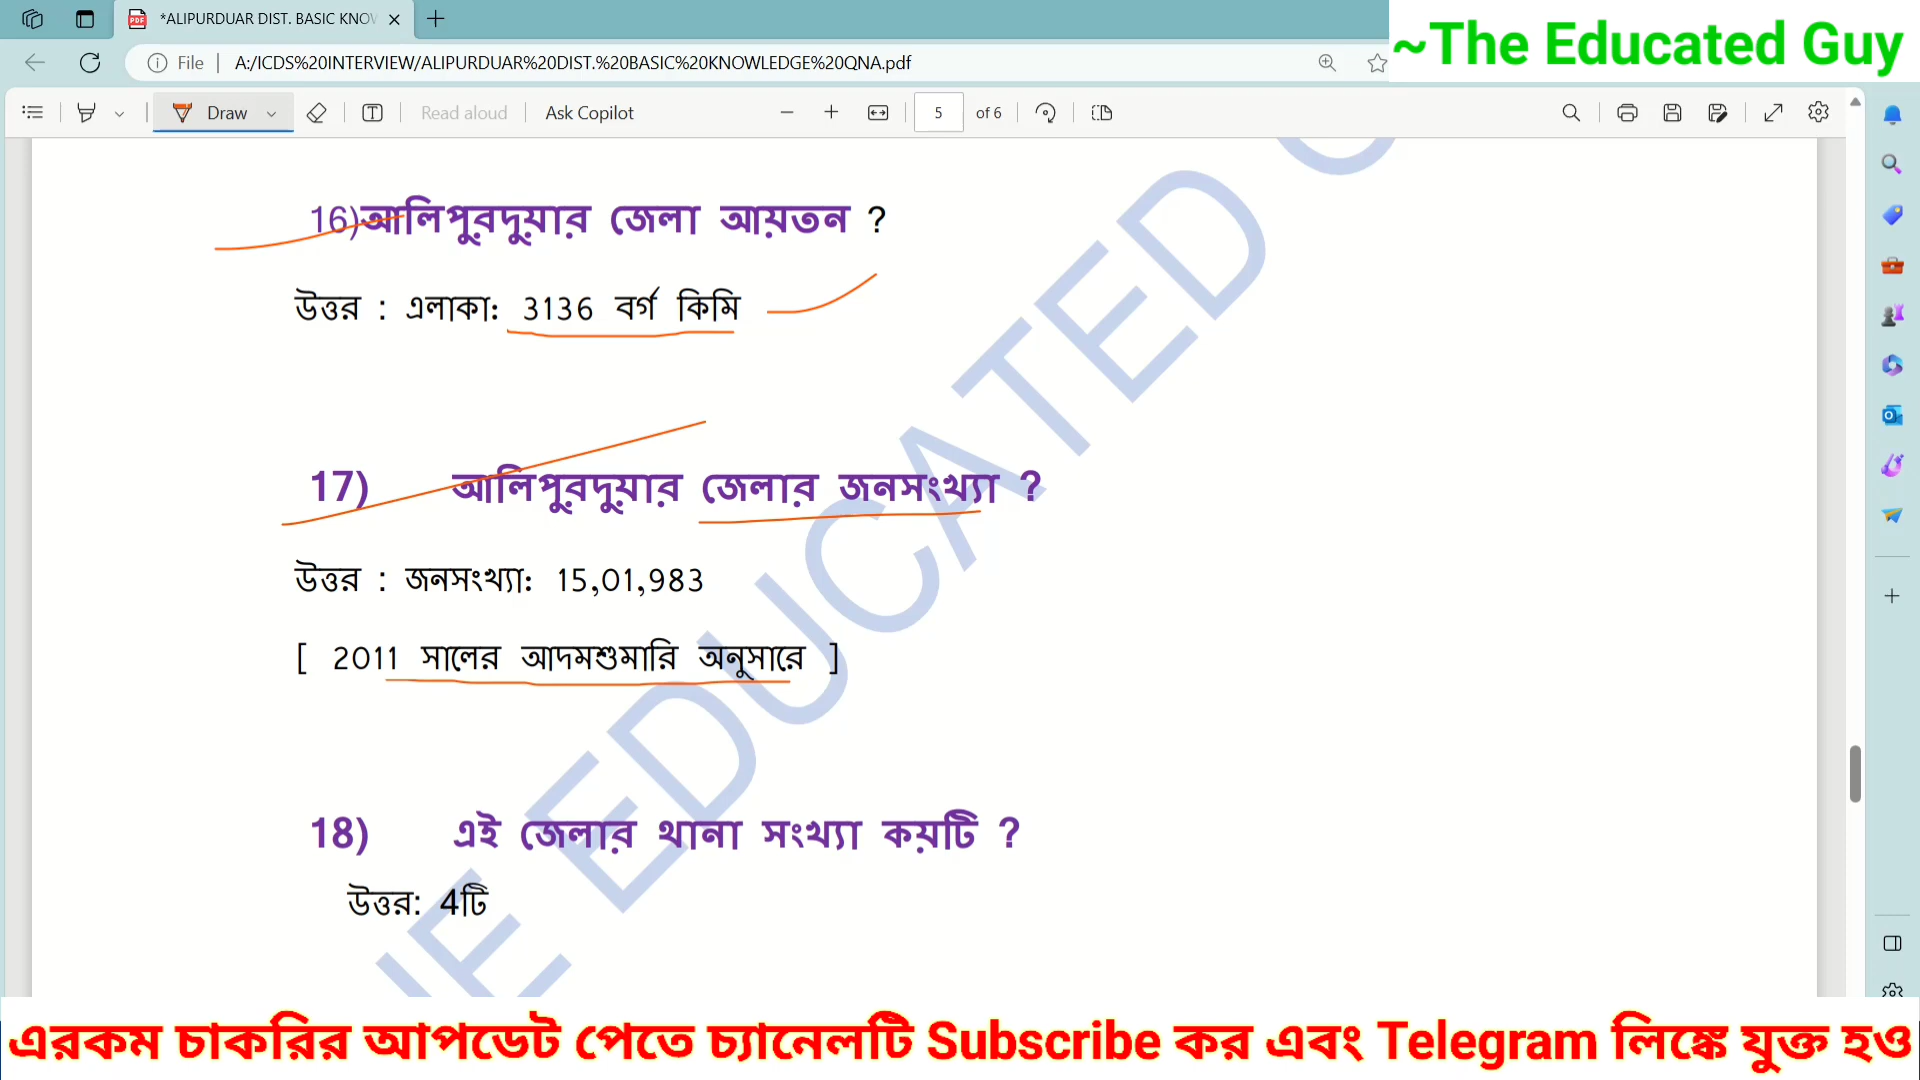 *ALIPURDUAR DIST. BASIC KNOW
~The Educated Guy
File
A:/ICDS%20INTERVIEW/ALIPURDUAR%20DIST.%20BASIC%20KNOWLEDGE%20QNA.pdf
Draw
Read aloud
Ask Copilot
5 of 6
16)আলিপুরদুয়ার জেলা আয়তন ?
উত্তর : এলাকা: 3136 বর্গ কিমি
17) আলিপুরদুয়ার জেলার জনসংখ্যা ?
উত্তর : জনসংখ্যা: 15,01,983
[ 2011 সালের আদমশুমারি অনুসারে ]
18) এই জেলার থানা সংখ্যা কয়টি ?
উত্তর: 4টি
THE EDUCATED G
এরকম চাকরির আপডেট পেতে চ্যানেলটি Subscribe কর এবং Telegram লিঙ্কে যুক্ত হও